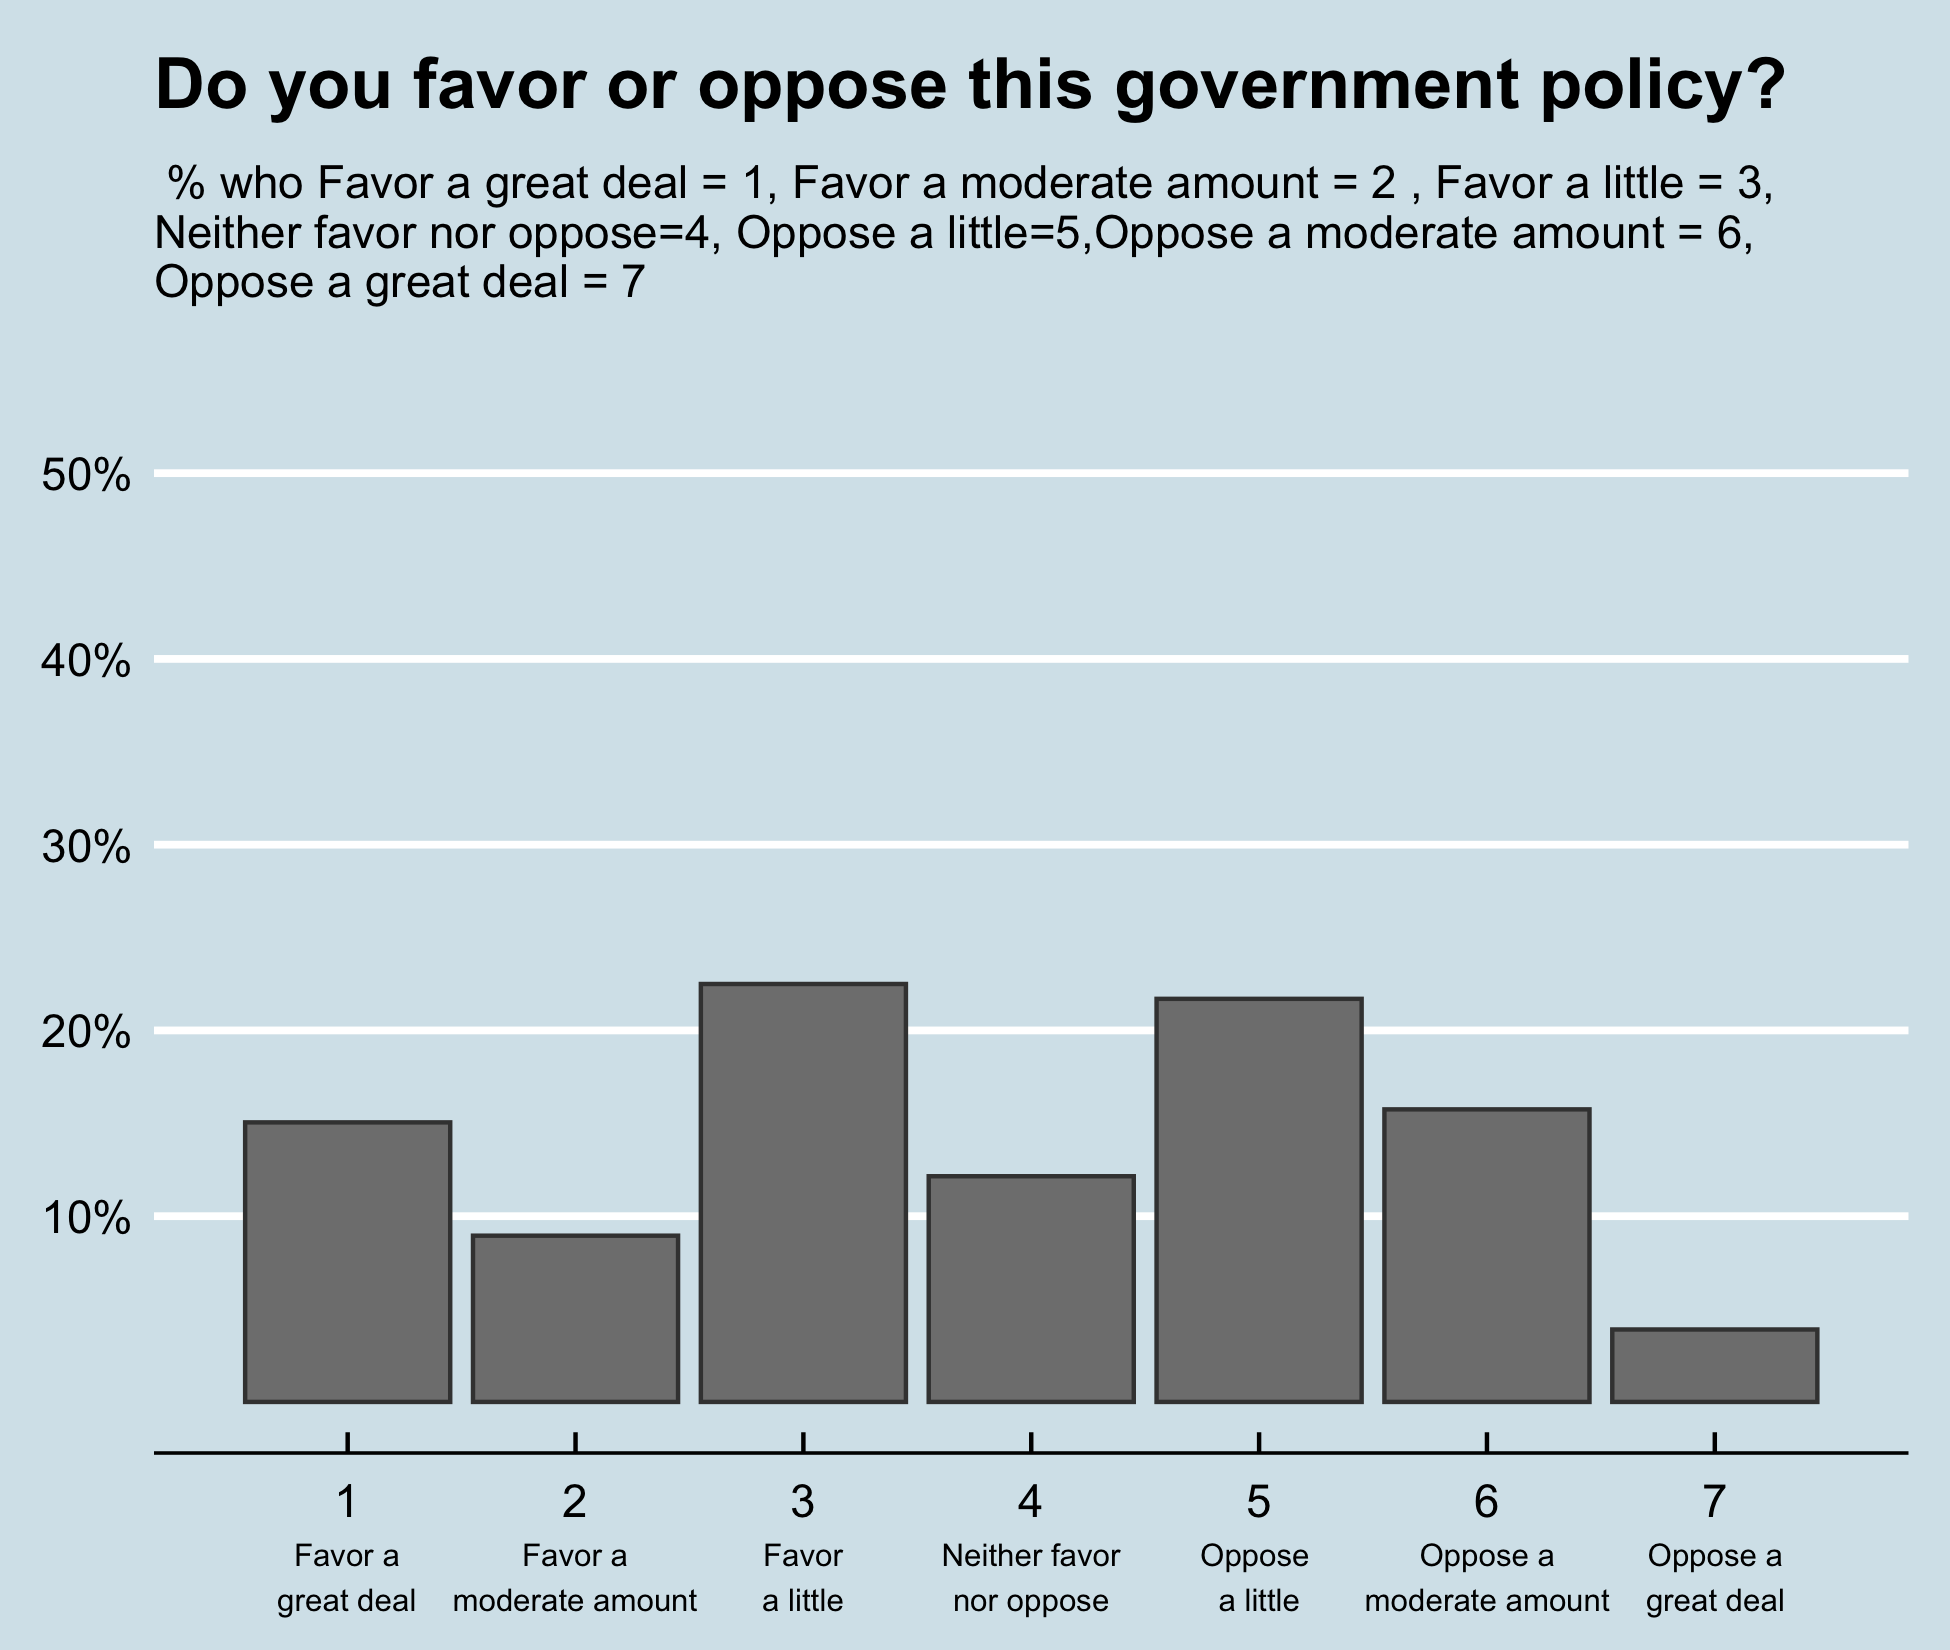 Do you favor or oppose this government policy?
% who Favor a great deal = 1, Favor a moderate amount = 2 , Favor a little = 3,
Neither favor nor oppose=4, Oppose a little=5,Oppose a moderate amount = 6,
Oppose a great deal = 7
50%
40%
30%
20%
10%
1 2 3 4 5 6 7
Favor a Favor a Favor Neither favor Oppose Oppose a Oppose a
great deal moderate amount a little nor oppose a little moderate amount great deal